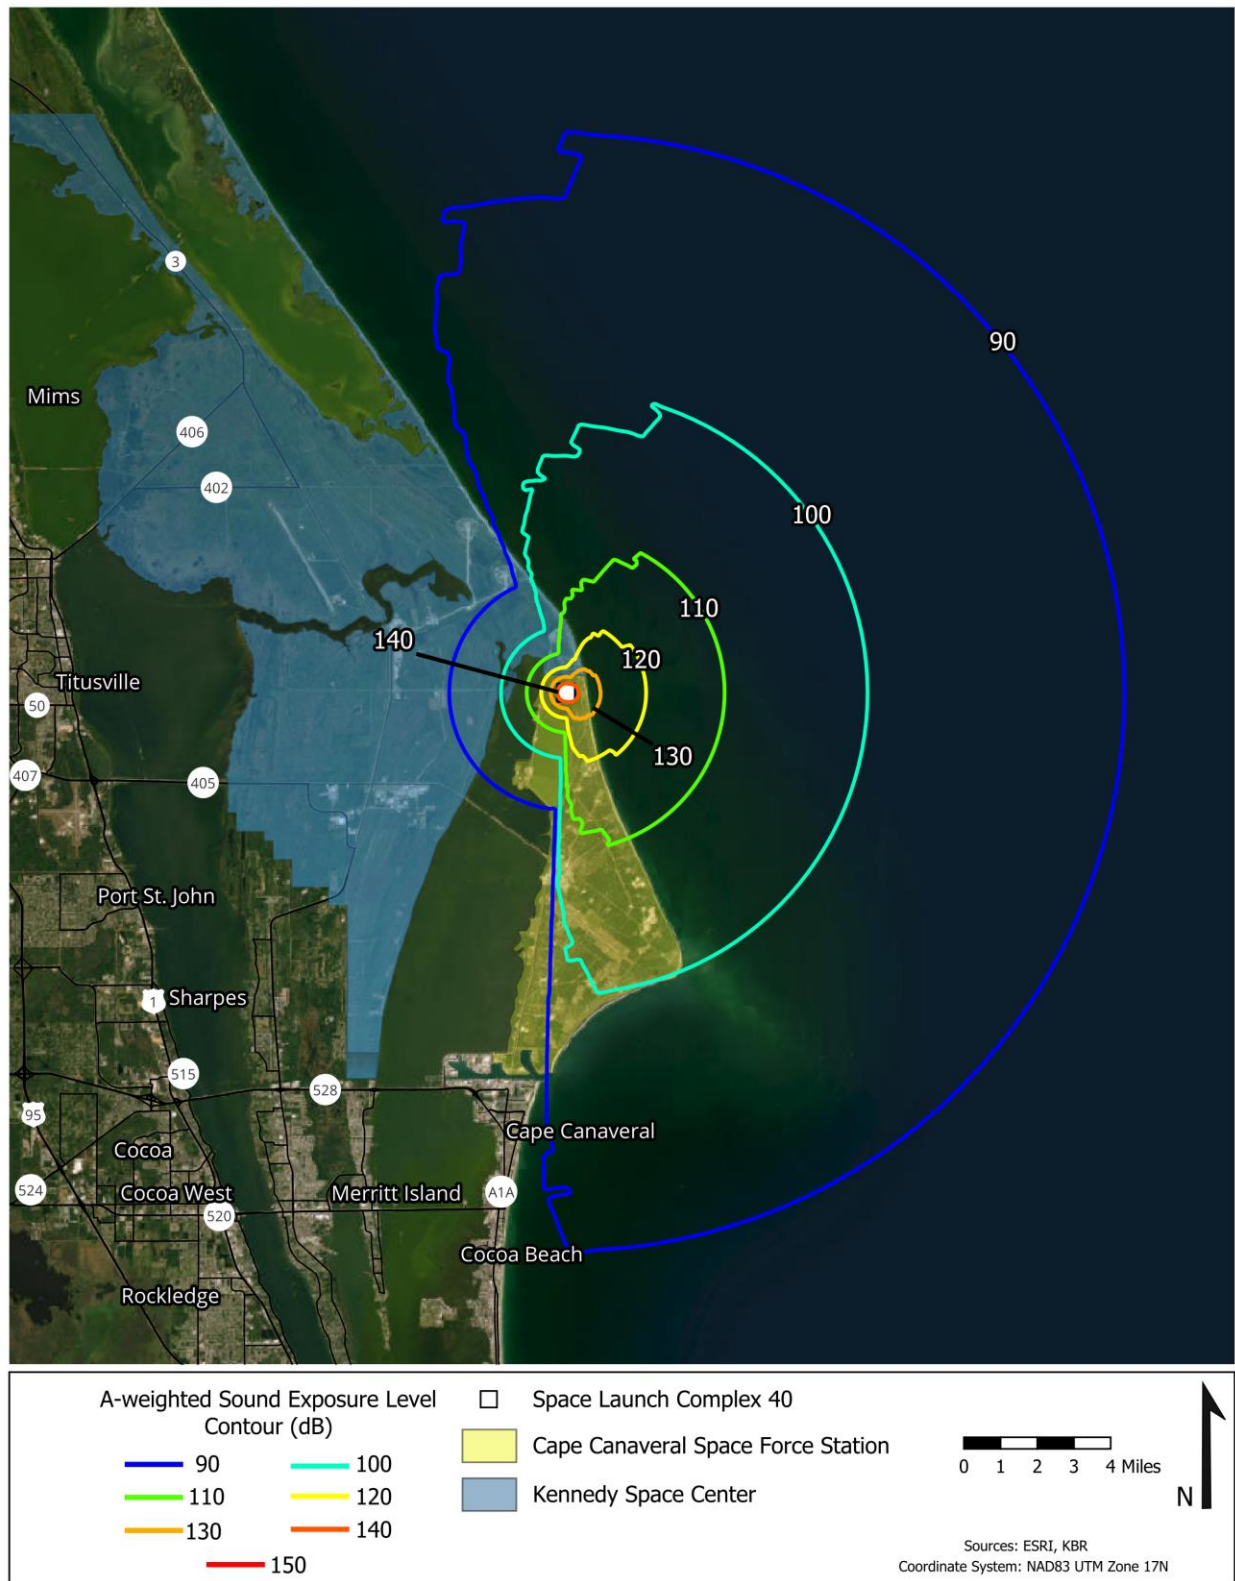 90
3
Mims
406
402
100
110
140
120
Titusville
50
130
407
405
Port St. John
1
Sharpes
515
528
95
Cape Canaveral
Cocoa
524
Cocoa West
Merritt Island
A1A
520
Cocoa Beach
Rockledge
A-weighted Sound Exposure Level
Contour (dB)
90
100
110
120
130
140
150
Space Launch Complex 40
Cape Canaveral Space Force Station
Kennedy Space Center
0 1 2 3 4 Miles
N
Sources: ESRI, KBR
Coordinate System: NAD83 UTM Zone 17N